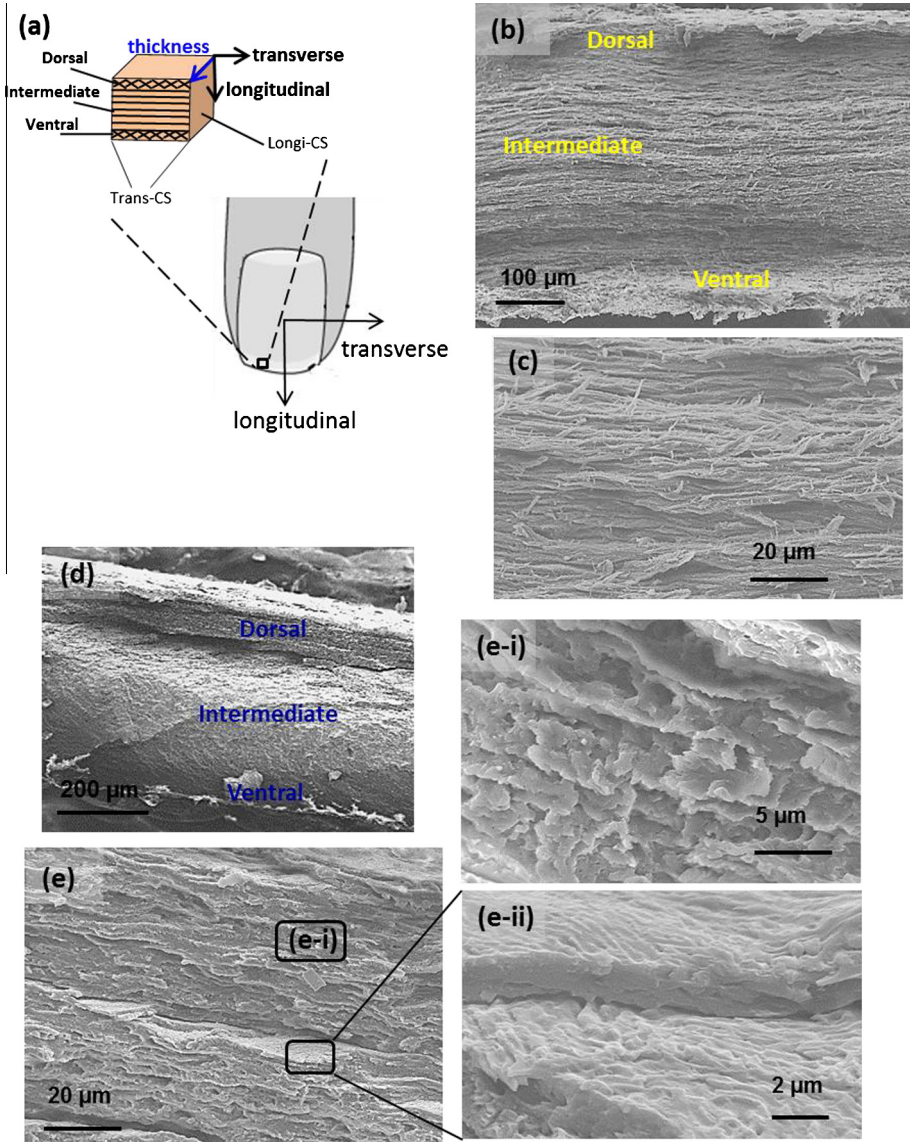 (a)
thickness
transverse
Dorsal
longitudinal
Intermediate
Ventral
Longi-CS
Trans-CS
transverse
longitudinal
(b)
Dorsal
Intermediate
Ventral
100 µm
(c)
20 µm
(d)
Dorsal
Intermediate
Ventral
200 µm
(e-i)
5 µm
(e)
(e-i)
20 µm
(e-ii)
2 µm